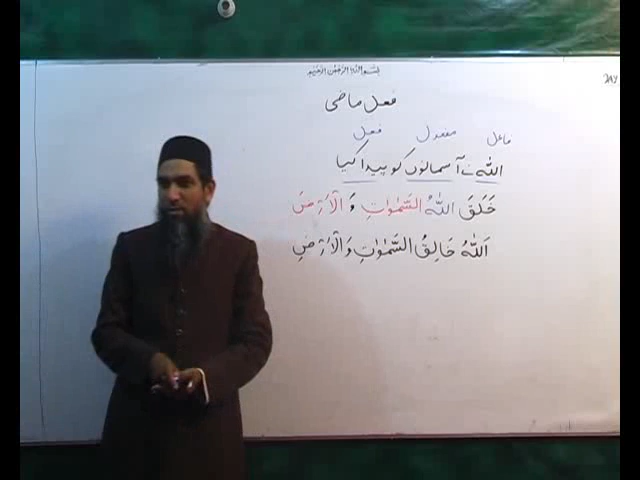 بسم اللہ الرحمن الرحیم
DAY
فعل ماضی
فاعل مفعول فعل
اللہ نے آسمانوں کو پیدا کیا
خَلَقَ اللّٰهُ السَّمٰوٰتِ وَ الْاَرْضَ
اَللّٰهُ خَالِقُ السَّمٰوٰتِ وَالْاَرْضِ